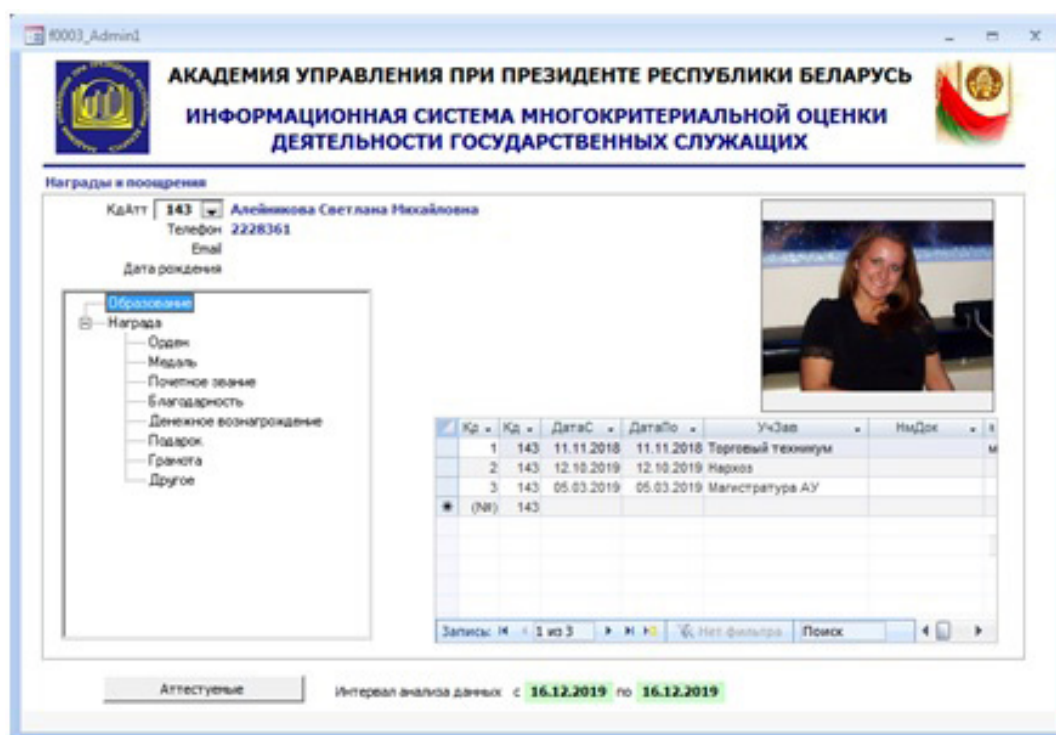 f0003_Admin1
АКАДЕМИЯ УПРАВЛЕНИЯ ПРИ ПРЕЗИДЕНТЕ РЕСПУБЛИКИ БЕЛАРУСЬ
ИНФОРМАЦИОННАЯ СИСТЕМА МНОГОКРИТЕРИАЛЬНОЙ ОЦЕНКИ
ДЕЯТЕЛЬНОСТИ ГОСУДАРСТВЕННЫХ СЛУЖАЩИХ
Награды и поощрения
КдАтт 143 Алейникова Светлана Михайловна
Телефон 2228361
Email
Дата рождения
Образование
Награда
Орден
Медаль
Почетное звание
Благодарность
Денежное вознаграждение
Подарок
Грамота
Другое
Кр Кд ДатаС ДатаПо УчЗав НмДок
1 143 11.11.2018 11.11.2018 Торговый техникум
2 143 12.10.2019 12.10.2019 Нархоз
3 143 05.03.2019 05.03.2019 Магистратура АУ
(№) 143
Запись: 1 из 3 Нет фильтра Поиск
Аттестуемые Интервал анализа данных с 16.12.2019 по 16.12.2019